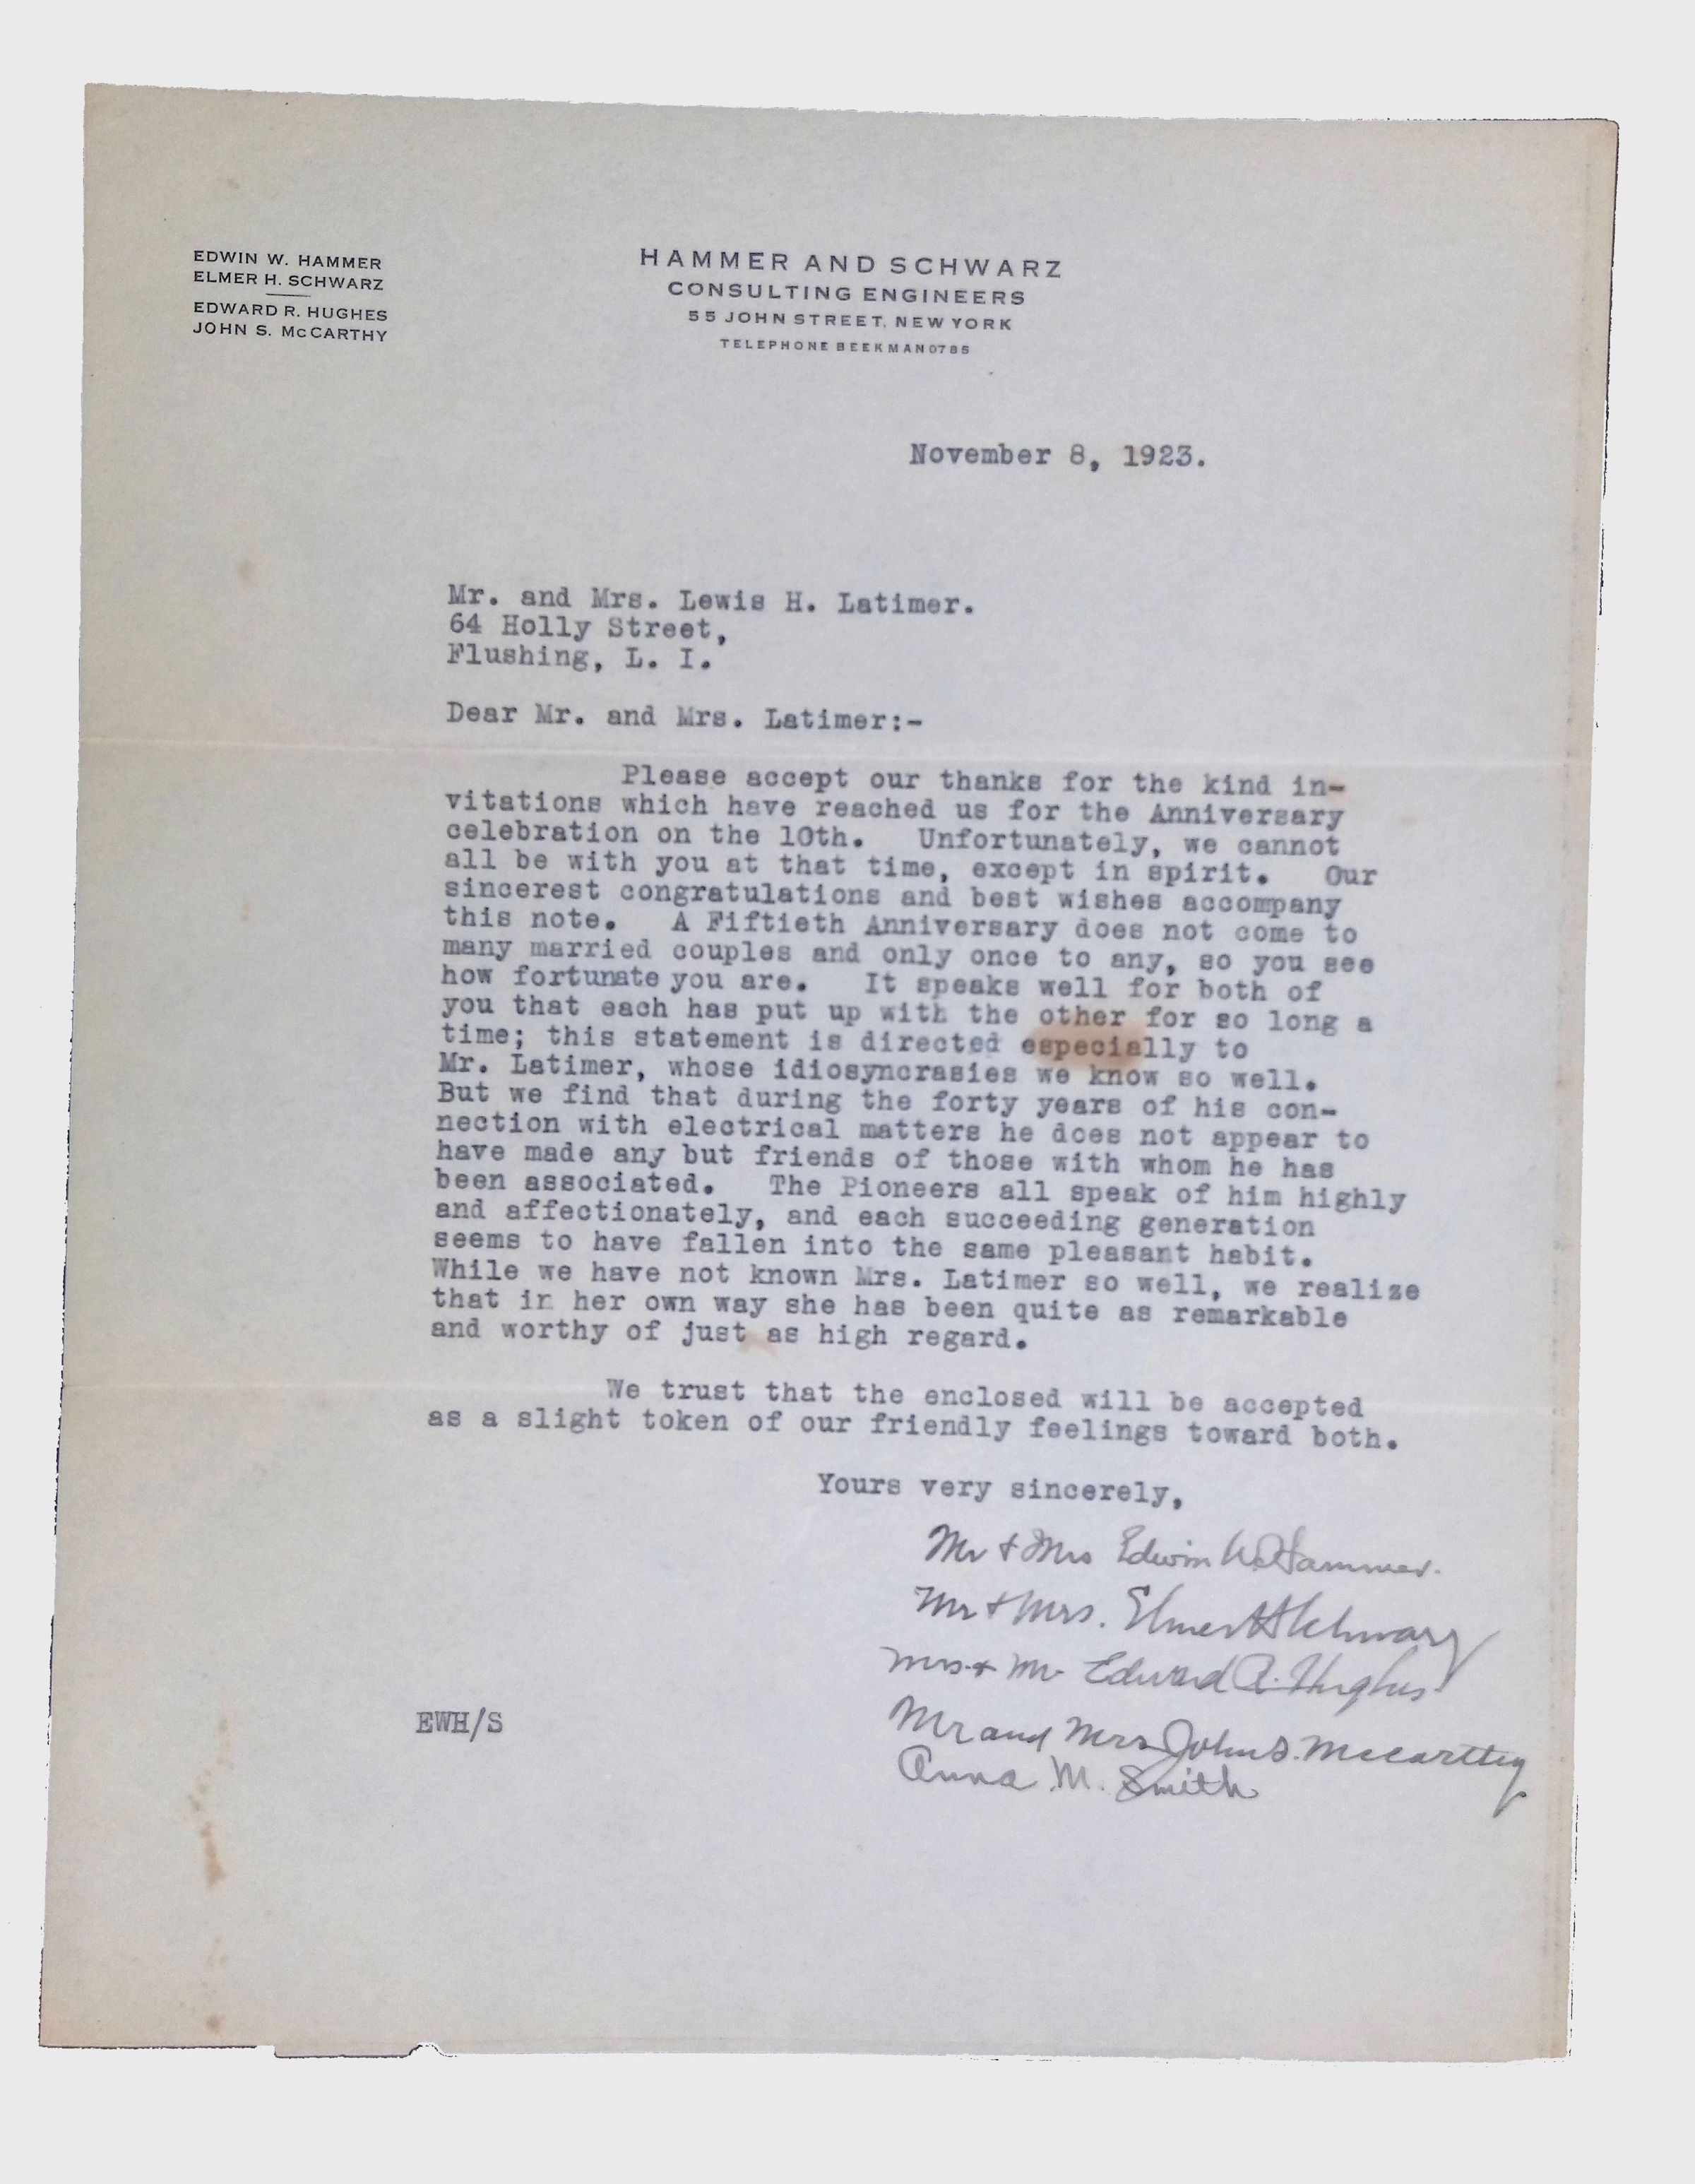 EDWIN W. HAMMER
ELMER H. SCHWARZ
EDWARD R. HUGHES
JOHN S. McCARTHY
HAMMER AND SCHWARZ
CONSULTING ENGINEERS
55 JOHN STREET, NEW YORK
TELEPHONE BEEKMAN 0785
November 8, 1923.
Mr. and Mrs. Lewis H. Latimer.
64 Holly Street,
Flushing, L. I.
Dear Mr. and Mrs. Latimer:-
Please accept our thanks for the kind in-
vitations which have reached us for the Anniversary
celebration on the 10th. Unfortunately, we cannot
all be with you at that time, except in spirit. Our
sincerest congratulations and best wishes accompany
this note. A Fiftieth Anniversary does not come to
many married couples and only once to any, so you see
how fortunate you are. It speaks well for both of
you that each has put up with the other for so long a
time; this statement is directed especially to
Mr. Latimer, whose idiosyncrasies we know so well.
But we find that during the forty years of his con-
nection with electrical matters he does not appear to
have made any but friends of those with whom he has
been associated. The Pioneers all speak of him highly
and affectionately, and each succeeding generation
seems to have fallen into the same pleasant habit.
While we have not known Mrs. Latimer so well, we realize
that in her own way she has been quite as remarkable
and worthy of just as high regard.
We trust that the enclosed will be accepted
as a slight token of our friendly feelings toward both.
Yours very sincerely,
Mr & Mrs Edwin W. Hammer.
Mr & Mrs. Elmer H Schwarz
Mrs. & Mr Edward R. Hughes
EWH/S
Mr and Mrs John S. McCarthy
Anna M. Smith